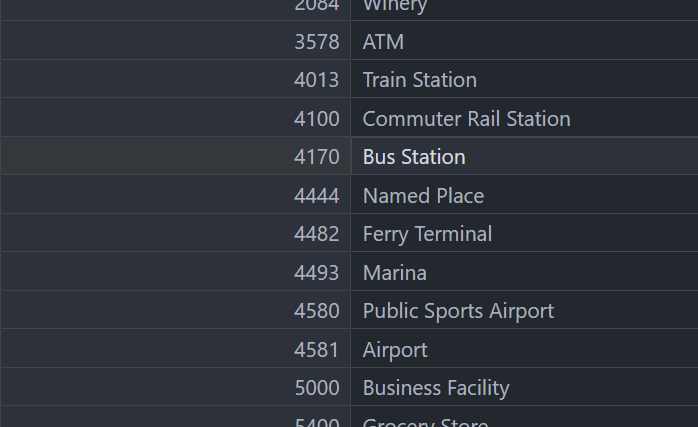 2084 Winery
3578 ATM
4013 Train Station
4100 Commuter Rail Station
4170 Bus Station
4444 Named Place
4482 Ferry Terminal
4493 Marina
4580 Public Sports Airport
4581 Airport
5000 Business Facility
5400 Grocery Store